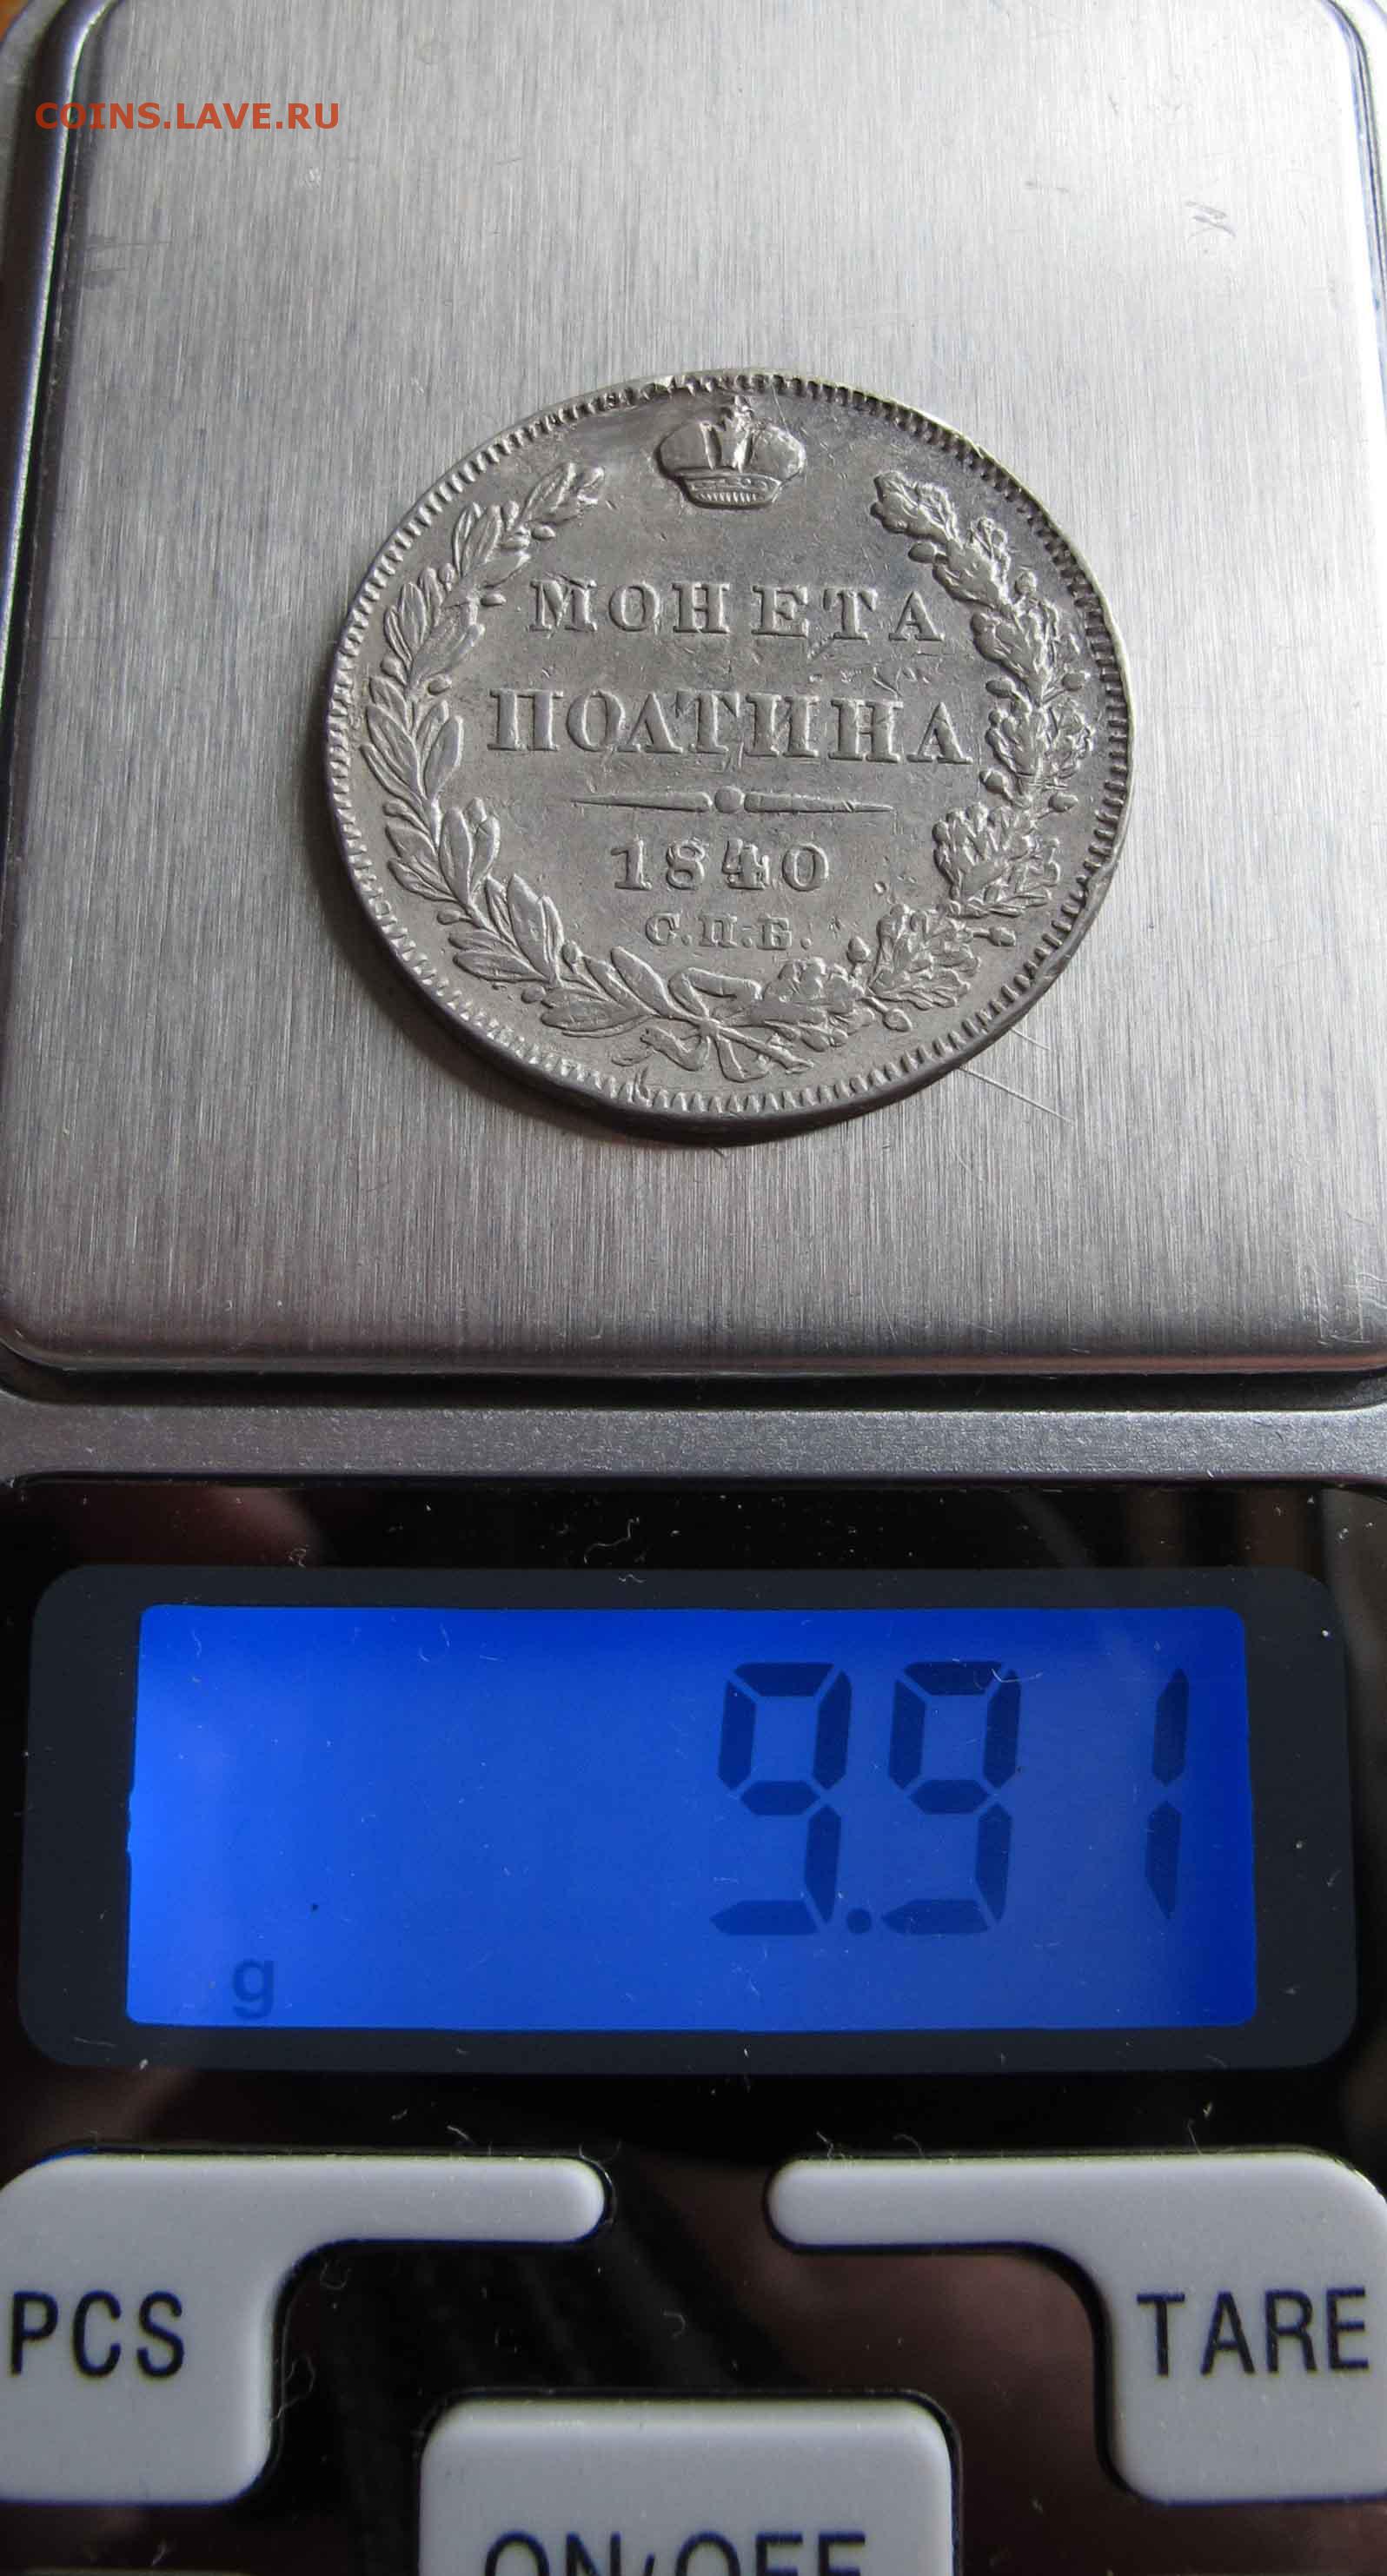 COINS.LAVE.RU
МОНЕТА
ПОЛТИНА
1840
С.П.Б.
9.91
g
PCS
TARE
ON/OFF